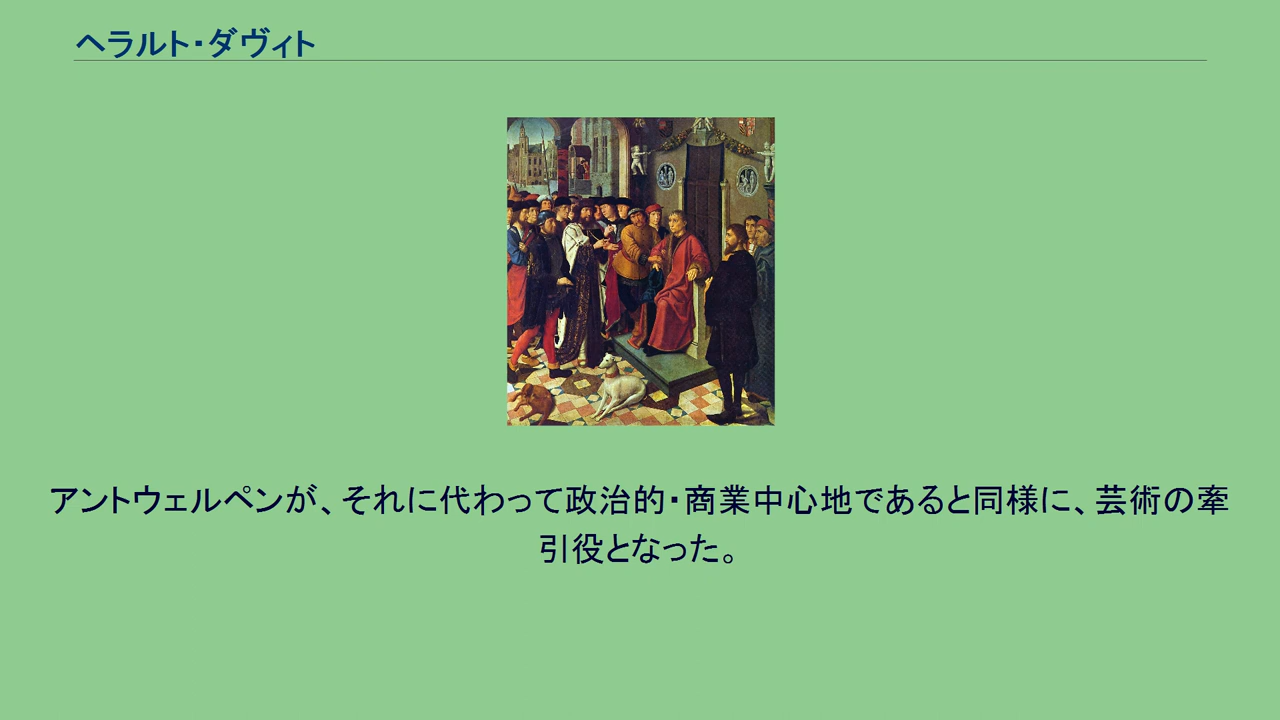 ヘラルト・ダヴィト
アントウェルペンが、それに代わって政治的・商業中心地であると同様に、芸術の牽
引役となった。